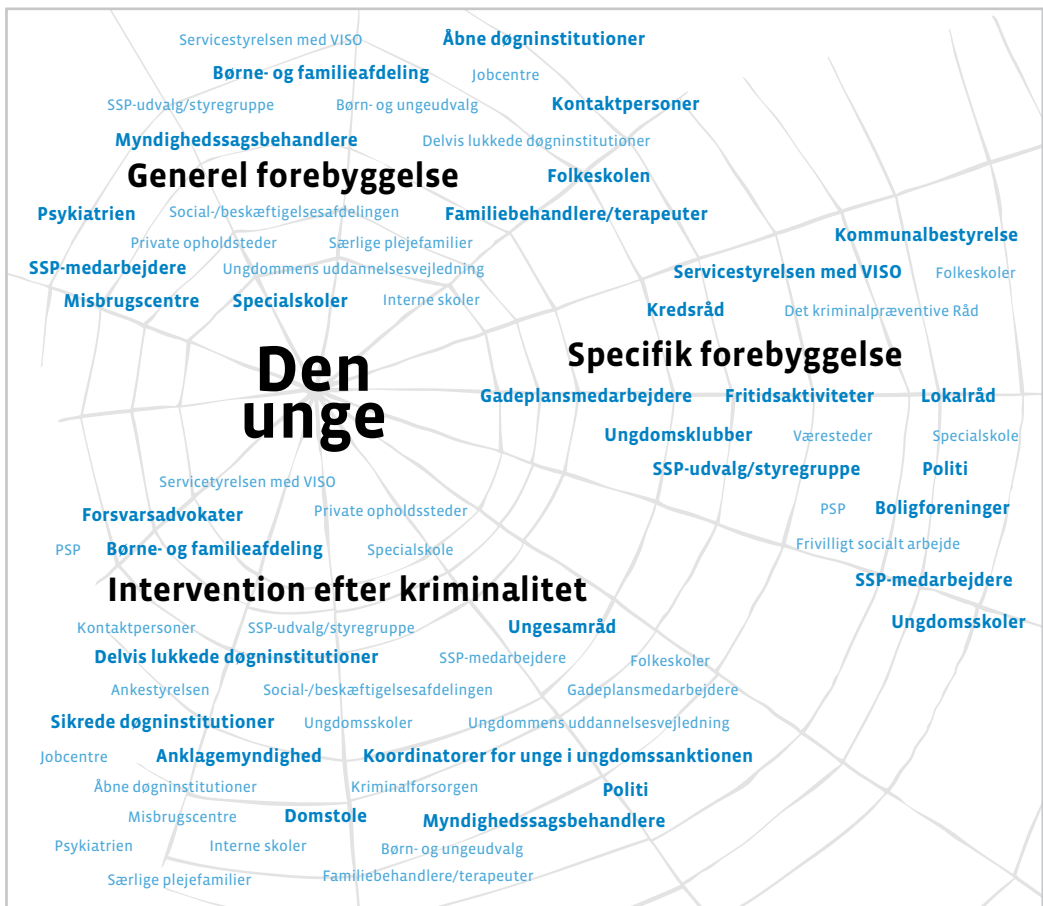 Servicestyrelsen med VISO Åbne døgninstitutioner
Børne- og familieafdeling Jobcentre
SSP-udvalg/styregruppe Børn- og ungeudvalg Kontaktpersoner
Myndighedssagsbehandlere Delvis lukkede døgninstitutioner
Generel forebyggelse Folkeskolen
Psykiatrien Social-/beskæftigelsesafdelingen Familiebehandlere/terapeuter
Private opholdsteder Særlige plejefamilier
SSP-medarbejdere Ungdommens uddannelsesvejledning
Misbrugscentre Specialskoler Interne skoler
Kommunalbestyrelse
Servicestyrelsen med VISO Folkeskoler
Kredsråd Det kriminalpræventive Råd
Specifik forebyggelse
Gadeplansmedarbejdere Fritidsaktiviteter Lokalråd
Ungdomsklubber Væresteder Specialskole
SSP-udvalg/styregruppe Politi
PSP Boligforeninger
Frivilligt socialt arbejde
SSP-medarbejdere
Ungdomsskoler
Den
unge
Servicetyrelsen med VISO
Forsvarsadvokater Private opholdssteder
PSP Børne- og familieafdeling Specialskole
Intervention efter kriminalitet
Kontaktpersoner SSP-udvalg/styregruppe Ungesamråd
Delvis lukkede døgninstitutioner SSP-medarbejdere Folkeskoler
Ankestyrelsen Social-/beskæftigelsesafdelingen Gadeplansmedarbejdere
Sikrede døgninstitutioner Ungdomsskoler Ungdommens uddannelsesvejledning
Jobcentre Anklagemyndighed Koordinatorer for unge i ungdomssanktionen
Åbne døgninstitutioner Kriminalforsorgen Politi
Misbrugscentre Domstole Myndighedssagsbehandlere
Psykiatrien Interne skoler Børn- og ungeudvalg
Særlige plejefamilier Familiebehandlere/terapeuter